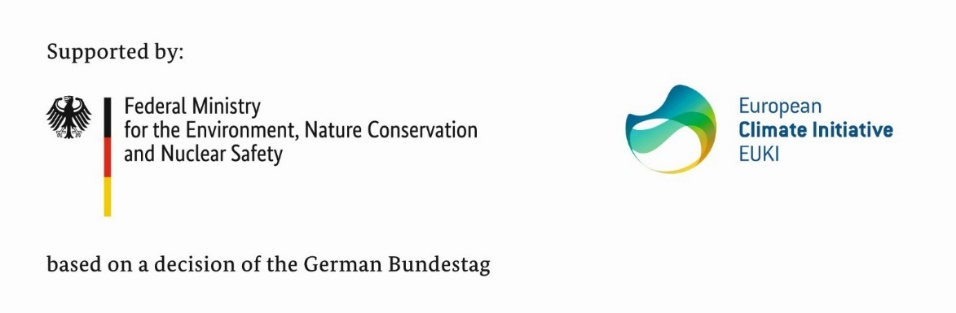 Supported by:
Federal Ministry
for the Environment, Nature Conservation
and Nuclear Safety
European
Climate Initiative
EUKI
based on a decision of the German Bundestag